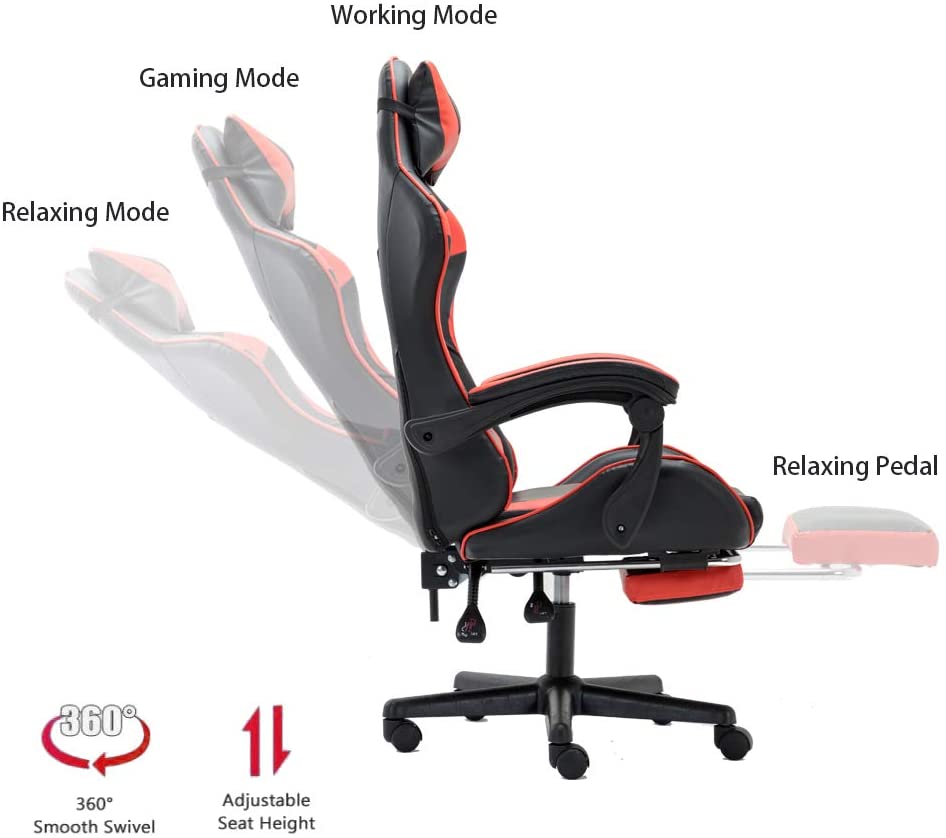 Working Mode
Gaming Mode
Relaxing Mode
Relaxing Pedal
360°
360°
Smooth Swivel
Adjustable
Seat Height